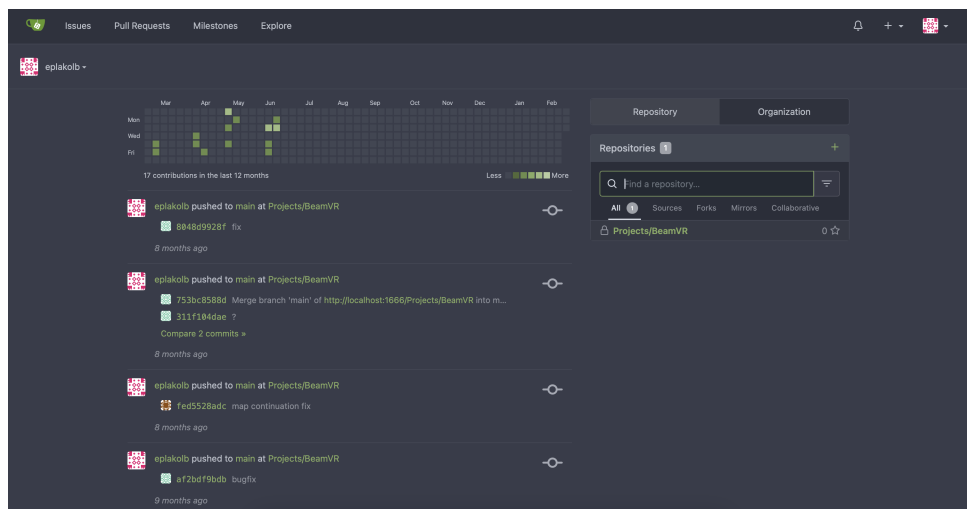 Issues Pull Requests Milestones Explore
eplakolb
Mar Apr May Jun Jul Aug Sep Oct Nov Dec Jan Feb
Mon
Wed
Fri
17 contributions in the last 12 months Less More
eplakolb pushed to main at Projects/BeamVR
8048d9928f fix
8 months ago
eplakolb pushed to main at Projects/BeamVR
753bc8588d Merge branch 'main' of http://localhost:1666/Projects/BeamVR into m...
311f104dae ?
Compare 2 commits »
8 months ago
eplakolb pushed to main at Projects/BeamVR
fed5528adc map continuation fix
8 months ago
eplakolb pushed to main at Projects/BeamVR
af2bdf9bdb bugfix
9 months ago
Repository Organization
Repositories 1 +
Find a repository...
All 1 Sources Forks Mirrors Collaborative
Projects/BeamVR 0